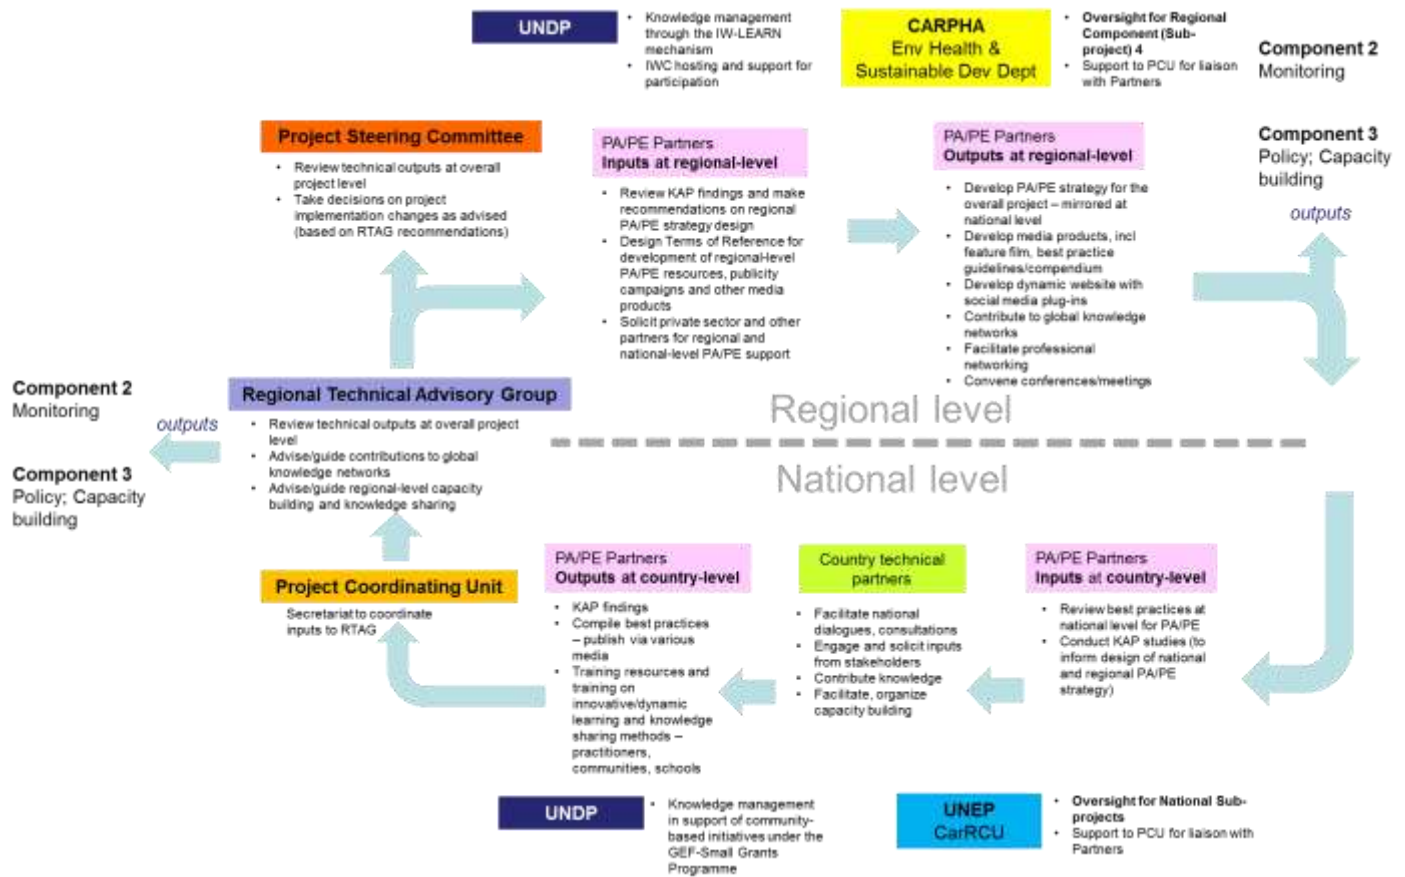 UNDP
• Knowledge management
through the IW-LEARN
mechanism
• IWC hosting and support for
participation
CARPHA
Env Health &
Sustainable Dev Dept
• Oversight for Regional
Component (Sub-
project) 4
• Support to PCU for liaison
with Partners
Component 2
Monitoring
Component 3
Policy; Capacity
building
outputs
Project Steering Committee
• Review technical outputs at overall
project level
• Take decisions on project
implementation changes as advised
(based on RTAG recommendations)
PA/PE Partners
Inputs at regional-level
• Review KAP findings and make
recommendations on regional
PA/PE strategy design
• Design Terms of Reference for
development of regional-level
PA/PE resources, publicity
campaigns and other media
products
• Solicit private sector and other
partners for regional and
national-level PA/PE support
PA/PE Partners
Outputs at regional-level
• Develop PA/PE strategy for the
overall project – mirrored at
national level
• Develop media products, incl
feature film, best practice
guidelines/compendium
• Develop dynamic website with
social media plug-ins
• Contribute to global knowledge
networks
• Facilitate professional
networking
• Convene conferences/meetings
Component 2
Monitoring
outputs
Component 3
Policy; Capacity
building
Regional Technical Advisory Group
• Review technical outputs at overall project
level
• Advise/guide contributions to global
knowledge networks
• Advise/guide regional-level capacity
building and knowledge sharing
Regional level
National level
Project Coordinating Unit
Secretariat to coordinate
inputs to RTAG
PA/PE Partners
Outputs at country-level
• KAP findings
• Compile best practices
– publish via various
media
• Training resources and
training on
innovative/dynamic
learning and knowledge
sharing methods –
practitioners,
communities, schools
Country technical
partners
• Facilitate national
dialogues, consultations
• Engage and solicit inputs
from stakeholders
• Contribute knowledge
• Facilitate, organize
capacity building
PA/PE Partners
Inputs at country-level
• Review best practices at
national level for PA/PE
• Conduct KAP studies (to
inform design of national
and regional PA/PE
strategy)
UNDP
• Knowledge management
in support of community-
based initiatives under the
GEF-Small Grants
Programme
UNEP
CarRCU
• Oversight for National Sub-
projects
• Support to PCU for liaison with
Partners